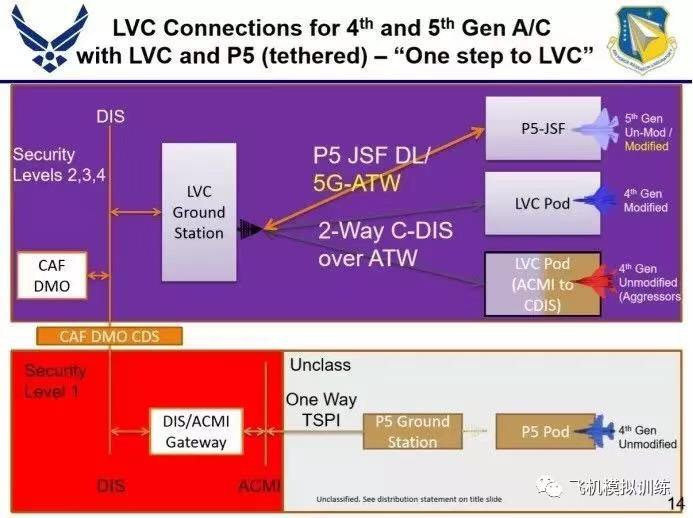 LVC Connections for 4th and 5th Gen A/C
with LVC and P5 (tethered) – “One step to LVC”
DIS
Security
Levels 2,3,4
LVC
Ground
Station
CAF
DMO
P5 JSF DL/
5G-ATW
2-Way C-DIS
over ATW
P5-JSF
5th Gen
Un-Mod /
Modified
LVC Pod
4th Gen
Modified
LVC Pod
(ACMI to
CDIS)
4th Gen
Unmodified
(Aggressors
CAF DMO CDS
Security
Level 1
DIS/ACMI
Gateway
DIS
ACMI
Unclass
One Way
TSPI
P5 Ground
Station
P5 Pod
4th Gen
Unmodified
Unclassified. See distribution statement on title slide
飞机模拟训练
14